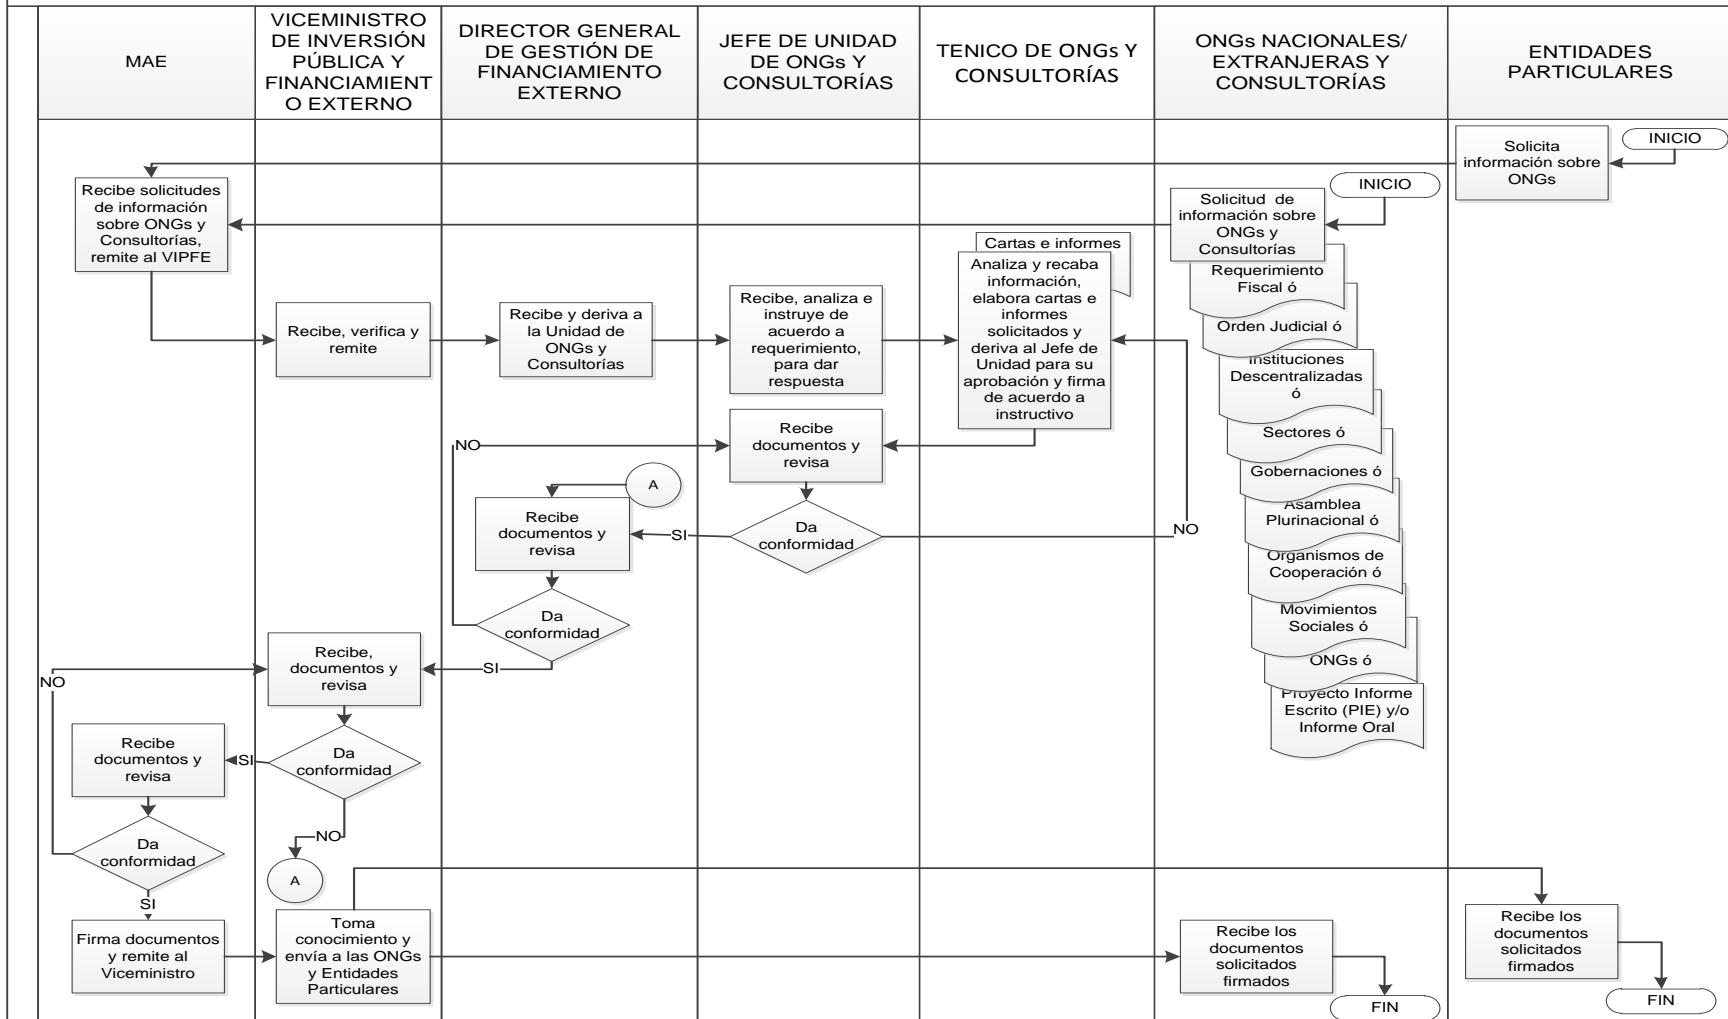 MAE
VICEMINISTRO
DE INVERSIÓN
PÚBLICA Y
FINANCIAMIENT
O EXTERNO
DIRECTOR GENERAL
DE GESTIÓN DE
FINANCIAMIENTO
EXTERNO
JEFE DE UNIDAD
DE ONGs Y
CONSULTORÍAS
TENICO DE ONGs Y
CONSULTORÍAS
ONGs NACIONALES/
EXTRANJERAS Y
CONSULTORÍAS
ENTIDADES
PARTICULARES
INICIO
Solicita
información sobre
ONGs
INICIO
Solicitud de
información sobre
ONGs y
Consultorías
Recibe solicitudes
de información
sobre ONGs y
Consultorías,
remite al VIPFE
Requerimiento
Fiscal ó
Orden Judicial ó
Instituciones
Descentralizadas
ó
Sectores ó
Gobernaciones ó
Asamblea
Plurinacional ó
Organismos de
Cooperación ó
Movimientos
Sociales ó
ONGs ó
Proyecto Informe
Escrito (PIE) y/o
Informe Oral
Recibe, verifica y
remite
Recibe y deriva a
la Unidad de
ONGs y
Consultorías
Recibe, analiza e
instruye de
acuerdo a
requerimiento,
para dar
respuesta
Cartas e informes
Analiza y recaba
información,
elabora cartas e
informes
solicitados y
deriva al Jefe de
Unidad para su
aprobación y firma
de acuerdo a
instructivo
Recibe
documentos y
revisa
NO
A
Da
conformidad
NO
SI
Recibe
documentos y
revisa
Da
conformidad
SI
Recibe,
documentos y
revisa
NO
Da
conformidad
SI
NO
A
Recibe
documentos y
revisa
Da
conformidad
SI
Firma documentos
y remite al
Viceministro
Toma
conocimiento y
envía a las ONGs
y Entidades
Particulares
Recibe los
documentos
solicitados
firmados
FIN
Recibe los
documentos
solicitados
firmados
FIN